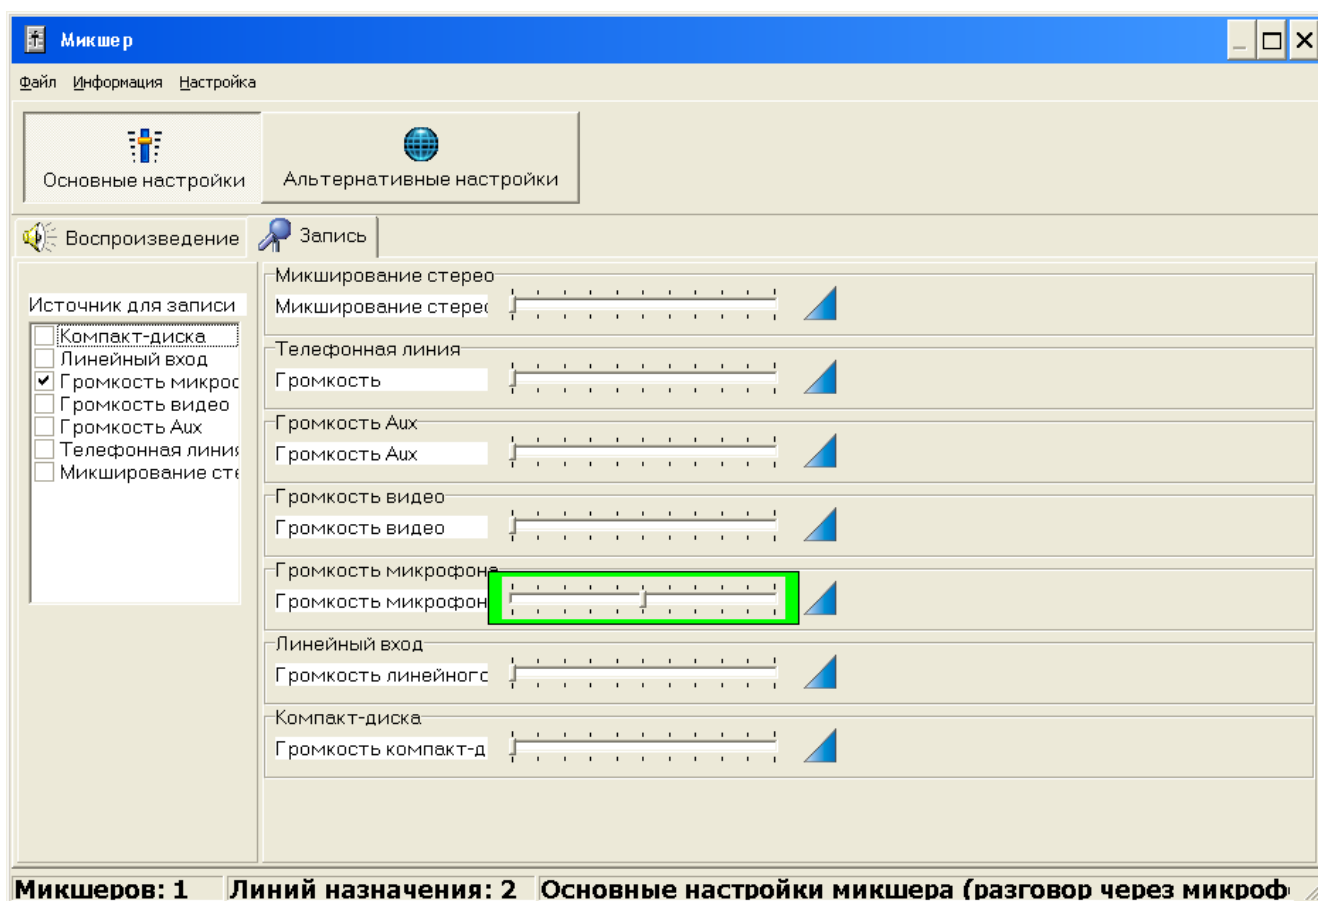 Микшер
Файл Информация Настройка
Основные настройки
Альтернативные настройки
Воспроизведение
Запись
Источник для записи
Компакт-диска
Линейный вход
Громкость микрос
Громкость видео
Громкость Aux
Телефонная линия
Микширование сте
Микширование стерео
Микширование стерео
Телефонная линия
Громкость
Громкость Aux
Громкость Aux
Громкость видео
Громкость видео
Громкость микрофона
Громкость микрофон
Линейный вход
Громкость линейного
Компакт-диска
Громкость компакт-д
Микшеров: 1
Линий назначения: 2
Основные настройки микшера (разговор через микроф